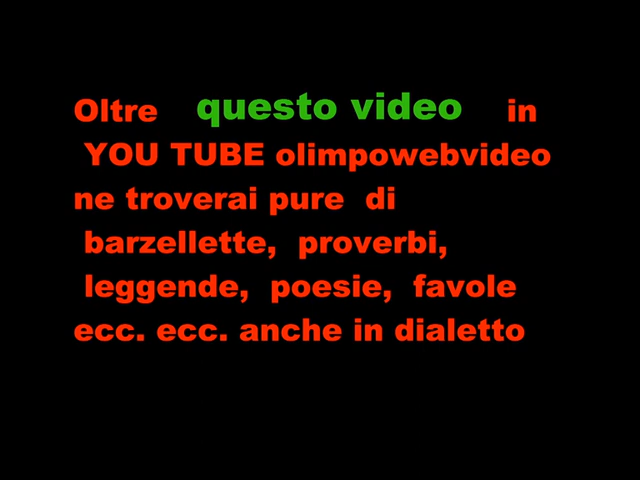 Oltre questo video in
YOU TUBE olimpowebvideo
ne troverai pure di
barzellette, proverbi,
leggende, poesie, favole
ecc. ecc. anche in dialetto